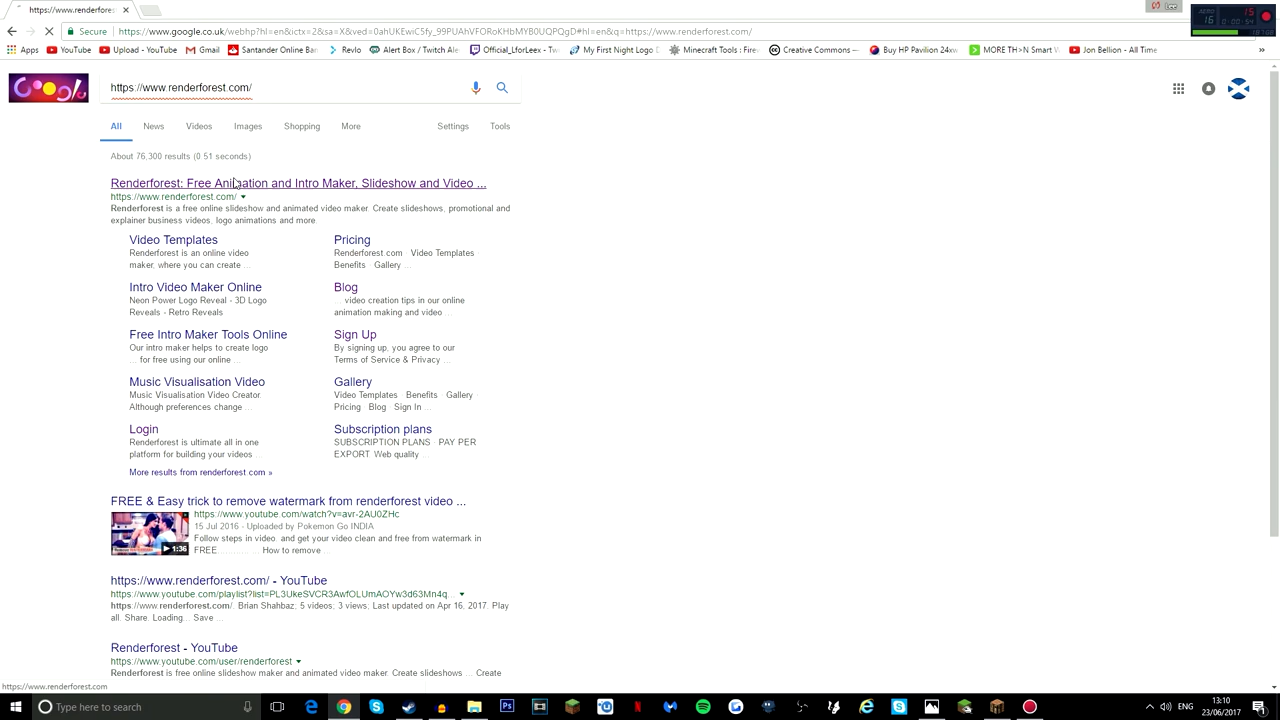 https://www.renderforest.com/
Lee
16
15
Secure
https://www.google.co.uk/webhp?hl=en&ictx=2&sa=X&ved=
Apps
YouTube
Upload - YouTube
Gmail
Santander Online Ban
Twitch Ale
My Fireworks
Minecraft Tools - Fir
Creative Commons -
Buy HP Pavilion 24xw
MORE TH>N Smart W
Jon Bellion - All Time
»
Google
https://www.renderforest.com/
All
News
Videos
Images
Shopping
More
Settings
Tools
About 76,300 results (0.51 seconds)
Renderforest: Free Animation and Intro Maker, Slideshow and Video ...
https://www.renderforest.com/
Renderforest is a free online slideshow and animated video maker. Create slideshows, promotional and
explainer business videos, logo animations and more.
Video Templates
Renderforest is an online video
maker, where you can create ...
Pricing
Renderforest.com · Video Templates
Benefits · Gallery ...
Intro Video Maker Online
Neon Power Logo Reveal - 3D Logo
Reveals - Retro Reveals
Blog
... video creation tips in our online
animation making and video ...
Free Intro Maker Tools Online
Our intro maker helps to create logo
... for free using our online ...
Sign Up
By signing up, you agree to our
Terms of Service & Privacy ...
Music Visualisation Video
Music Visualisation Video Creator.
Although preferences change ...
Gallery
Video Templates · Benefits · Gallery ·
Pricing · Blog · Sign In ...
Login
Renderforest is ultimate all in one
platform for building your videos ...
Subscription plans
SUBSCRIPTION PLANS · PAY PER
EXPORT. Web quality ...
More results from renderforest.com »
FREE & Easy trick to remove watermark from renderforest video ...
https://www.youtube.com/watch?v=avr-2AU0ZHc
15 Jul 2016 - Uploaded by Pokemon Go INDIA
Follow steps in video. and get your video clean and free from watermark in
FREE.............. How to remove ...
1:36
https://www.renderforest.com/ - YouTube
https://www.youtube.com/playlist?list=PL3UkeSVCR3AwfOLUmAOYw3d63Mn4q...
https://www.renderforest.com/. Brian Shahbaz; 5 videos; 3 views; Last updated on Apr 16, 2017. Play
all. Share. Loading... Save ...
Renderforest - YouTube
https://www.youtube.com/user/renderforest
Renderforest is free online slideshow maker and animated video maker. Create slideshows ... Create
https://www.renderforest.com
Type here to search
ENG
13:10
23/06/2017